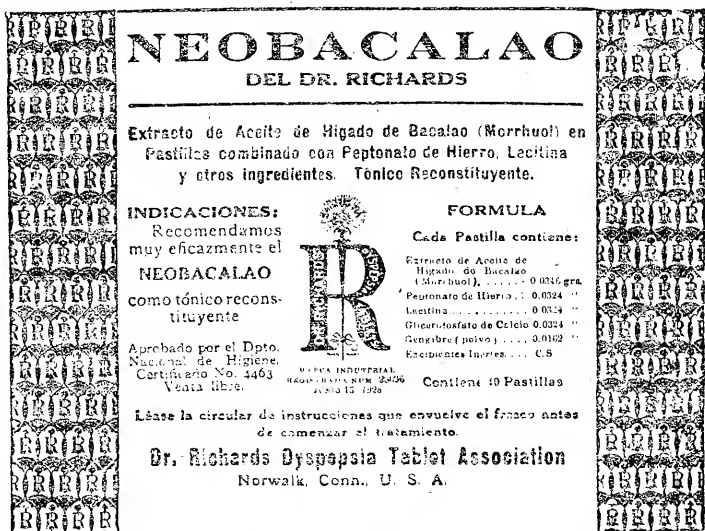 NEOBACALAO
DEL DR. RICHARDS
Extracto de Aceite de Higado de Bacalao (Morrhuol) en
Pastillas combinado con Peptonato de Hierro, Lecitina
y otros ingredientes. Tónico Reconstituyente.
INDICACIONES:
Recomendamos
muy eficazmente el
NEOBACALAO
como tónico recons-
tituyente
Aprobado por el Dpto.
Nacional de Higiene.
Certificado No. 4463
Venta libre.
R
MARCA INDUSTRIAL
REGISTRADA NUM
1928
FORMULA
Cada Pastilla contiene:
Extracto de Aceite de
Higado de Bacalao
(Morrhuol). . . . . . 0.0346 grs.
Peptonato de Hierro . : 0.0324 "
Lecitina . . . . . . . . . . 0.0324 "
Glicerofosfato de Calcio 0.0324 "
Gengibre (polvo) . . . . 0.0162 "
Excipientes Inertes. . . . C.S
Contiene 40 Pastillas
Léase la circular de instrucciones que envuelve el frasco antes
de comenzar el tratamiento.
Dr. Richards Dyspepsia Tablet Association
Norwalk, Conn., U. S. A.